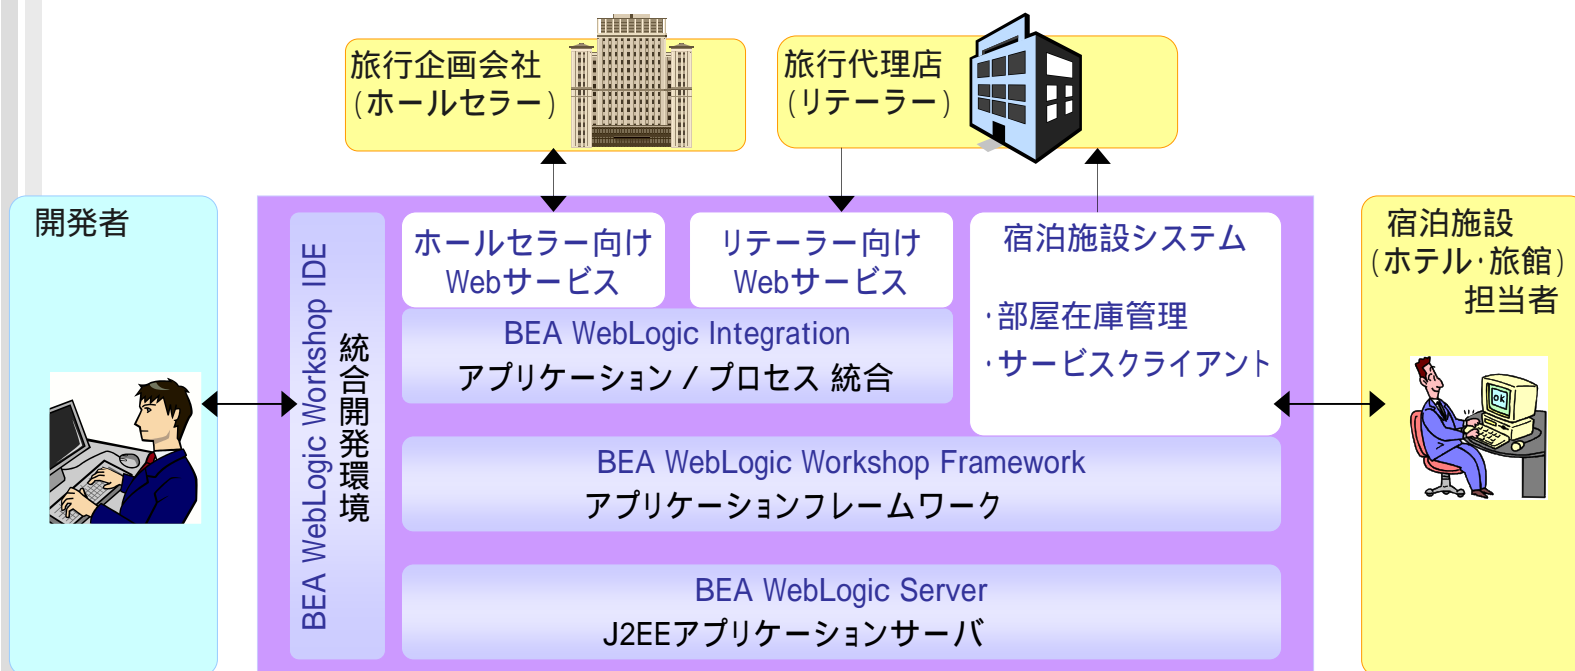 旅行企画会社
(ホールセラー)
旅行代理店
(リテーラー)
開発者
BEA WebLogic Workshop IDE
統合開発環境
ホールセラー向け
Webサービス
リテーラー向け
Webサービス
宿泊施設システム
・部屋在庫管理
・サービスクライアント
BEA WebLogic Integration
アプリケーション / プロセス 統合
BEA WebLogic Workshop Framework
アプリケーションフレームワーク
BEA WebLogic Server
J2EEアプリケーションサーバ
宿泊施設
(ホテル・旅館)
担当者
ok